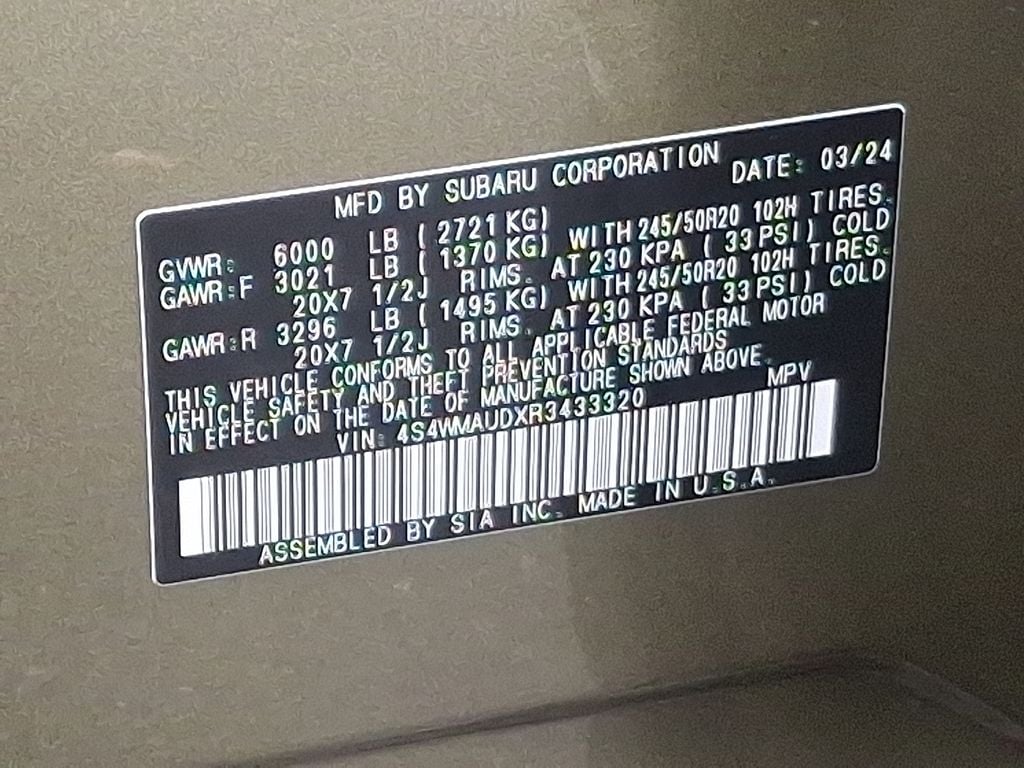 MFD BY SUBARU CORPORATION DATE: 03/24
GVWR: 6000 LB ( 2721 KG)
GAWR:F 3021 LB ( 1370 KG) WITH 245/50R20 102H TIRES.
20X7 1/2J RIMS. AT 230 KPA ( 33 PSI) COLD
GAWR:R 3296 LB ( 1495 KG) WITH 245/50R20 102H TIRES.
20X7 1/2J RIMS. AT 230 KPA ( 33 PSI) COLD
THIS VEHICLE CONFORMS TO ALL APPLICABLE FEDERAL MOTOR
VEHICLE SAFETY AND THEFT PREVENTION STANDARDS
IN EFFECT ON THE DATE OF MANUFACTURE SHOWN ABOVE.
VIN: 4S4WMAUDXR3433320 MPV
ASSEMBLED BY SIA INC. MADE IN U.S.A.